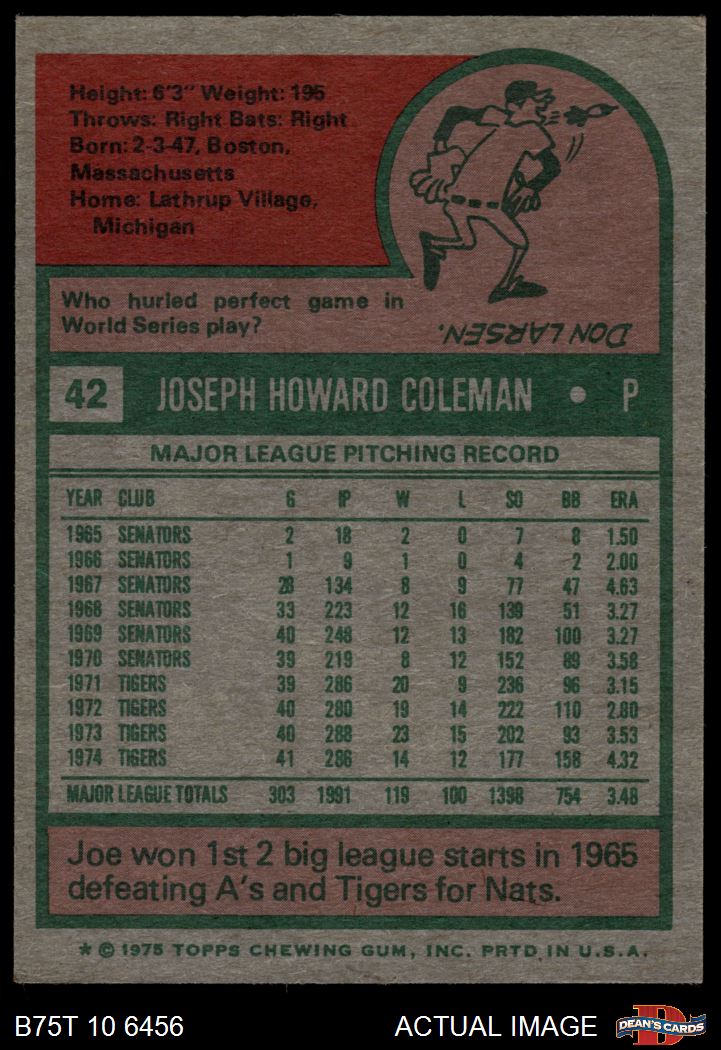 Height: 6'3" Weight: 195
Throws: Right Bats: Right
Born: 2-3-47, Boston,
Massachusetts
Home: Lathrup Village,
Michigan
Who hurled perfect game in
World Series play?
DON LARSEN.
42 JOSEPH HOWARD COLEMAN • P
MAJOR LEAGUE PITCHING RECORD
YEAR CLUB G IP W L SO BB ERA
1965 SENATORS 2 18 2 0 7 8 1.50
1966 SENATORS 1 9 1 0 4 2 2.00
1967 SENATORS 28 134 8 9 77 47 4.63
1968 SENATORS 33 223 12 16 139 51 3.27
1969 SENATORS 40 248 12 13 182 100 3.27
1970 SENATORS 39 219 8 12 152 89 3.58
1971 TIGERS 39 286 20 9 236 96 3.15
1972 TIGERS 40 280 19 14 222 110 2.80
1973 TIGERS 40 288 23 15 202 93 3.53
1974 TIGERS 41 286 14 12 177 158 4.32
MAJOR LEAGUE TOTALS 303 1991 119 100 1398 754 3.48
Joe won 1st 2 big league starts in 1965
defeating A's and Tigers for Nats.
* © 1975 TOPPS CHEWING GUM, INC. PRTD IN U.S.A.
B75T 10 6456 ACTUAL IMAGE DEAN'S CARDS